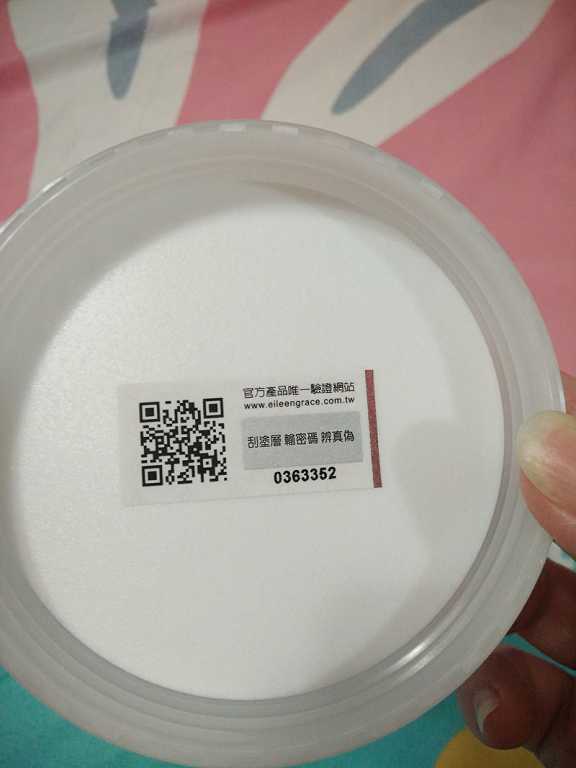 官方產品唯一驗證網站
www.eileengrace.com.tw
刮塗層 輸密碼 辨真偽
0363352